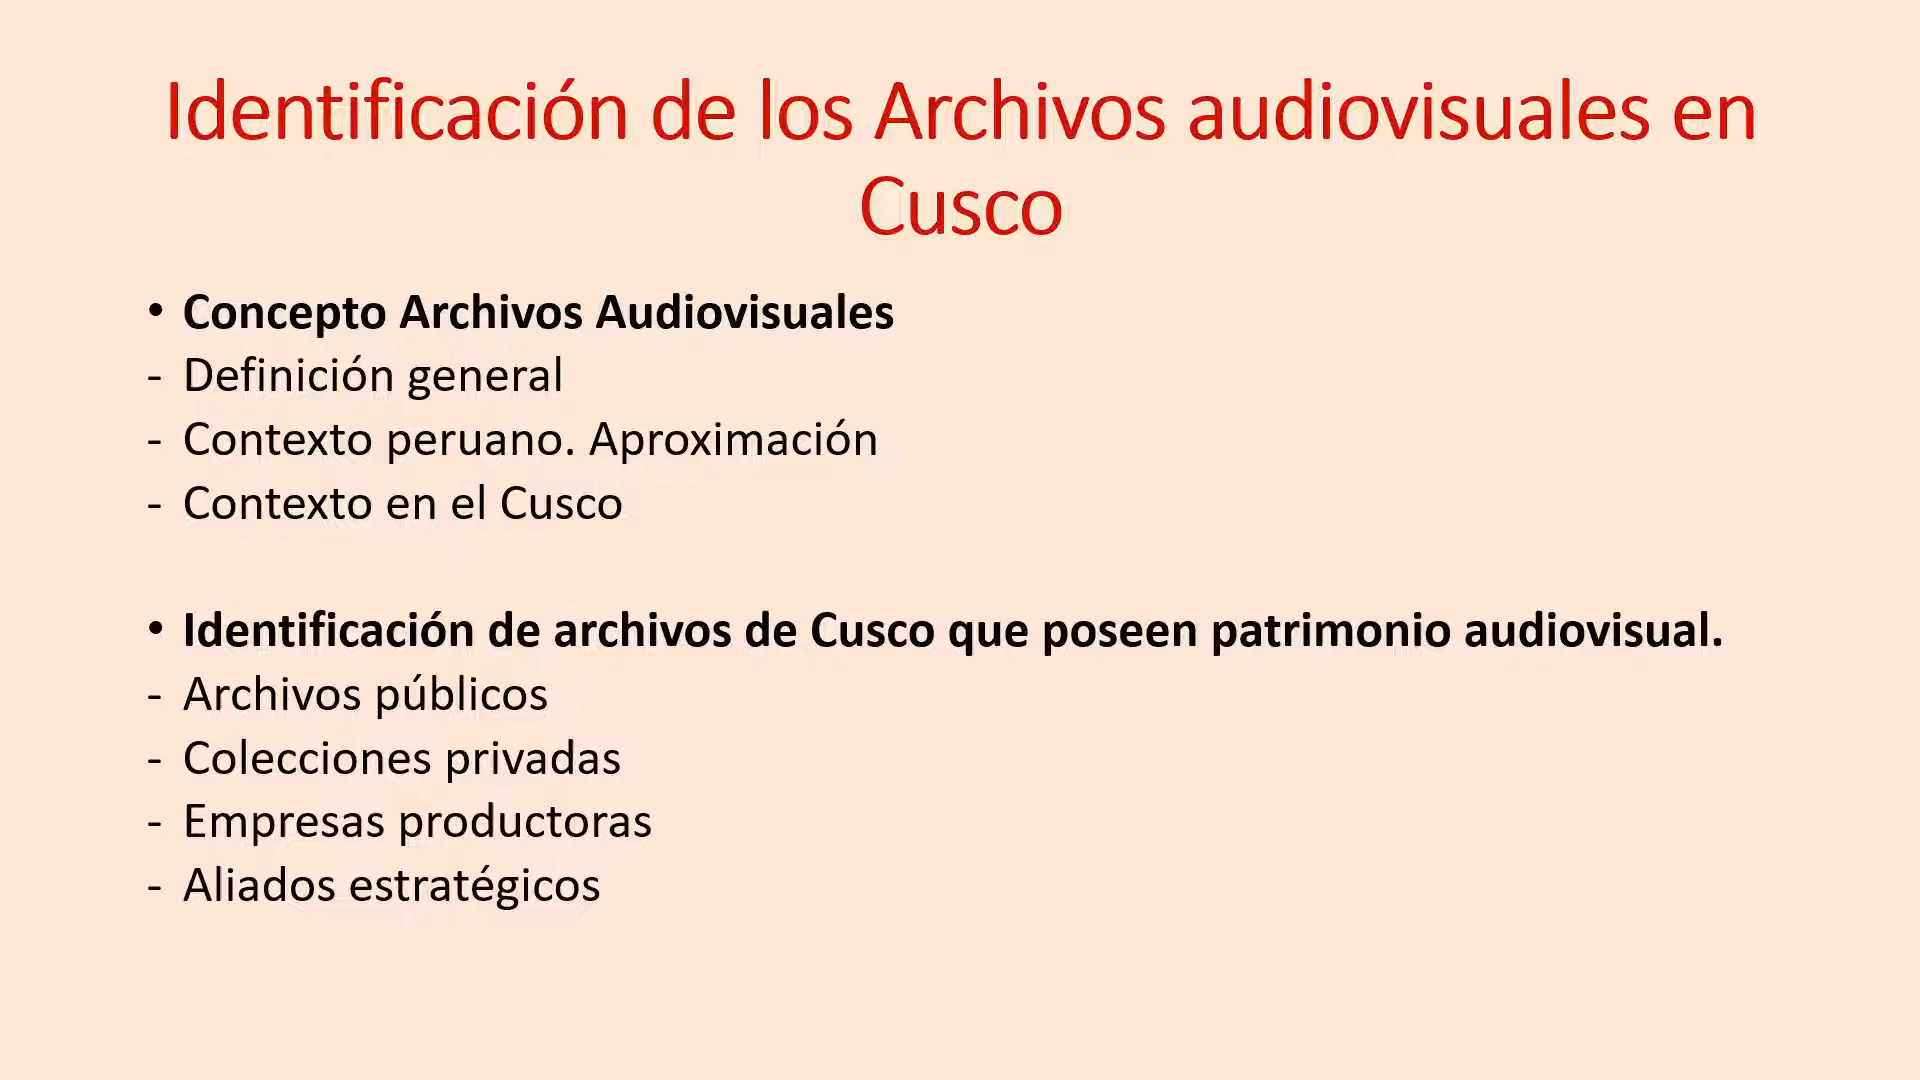 Identificación de los Archivos audiovisuales en
Cusco
• Concepto Archivos Audiovisuales
- Definición general
- Contexto peruano. Aproximación
- Contexto en el Cusco
• Identificación de archivos de Cusco que poseen patrimonio audiovisual.
- Archivos públicos
- Colecciones privadas
- Empresas productoras
- Aliados estratégicos